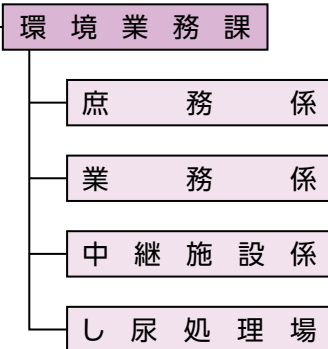 環境業務課
庶務係
業務係
中継施設係
し尿処理場